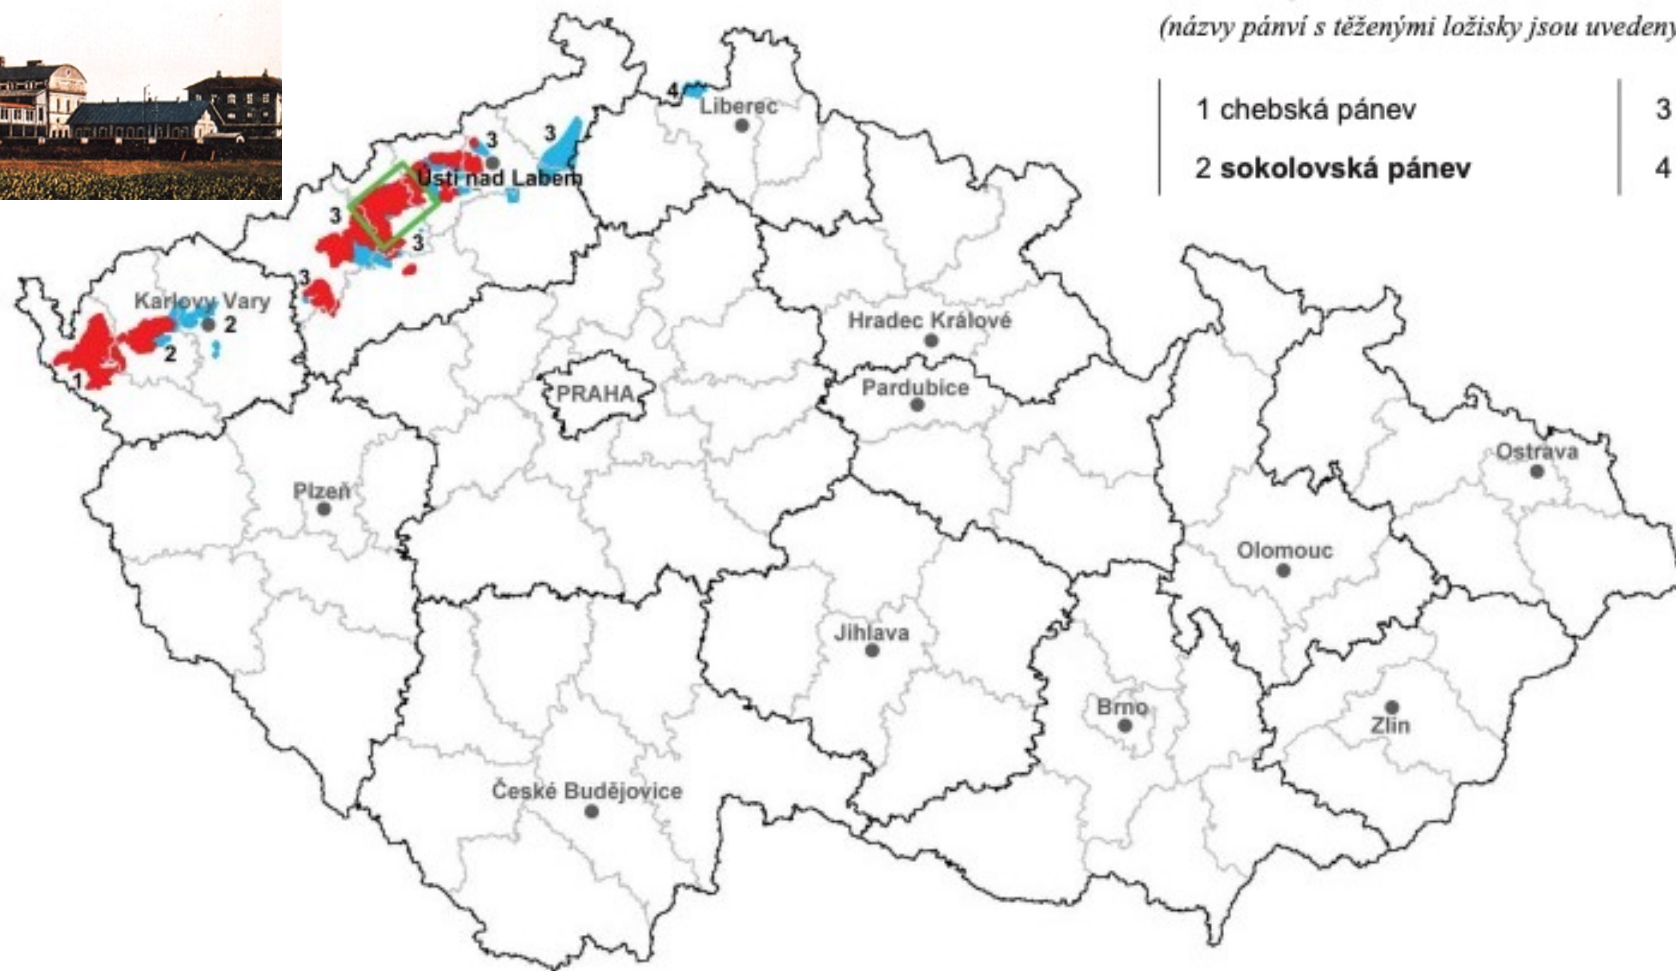 (názvy pánví s těženými ložisky jsou uvedeny
1 chebská pánev
3
2 sokolovská pánev
4
4
Liberec
3
3
Ústí nad Labem
3
3
3
Karlovy Vary
2
2
1
Hradec Králové
PRAHA
Pardubice
Ostrava
Plzeň
Olomouc
Jihlava
Brno
Zlín
České Budějovice